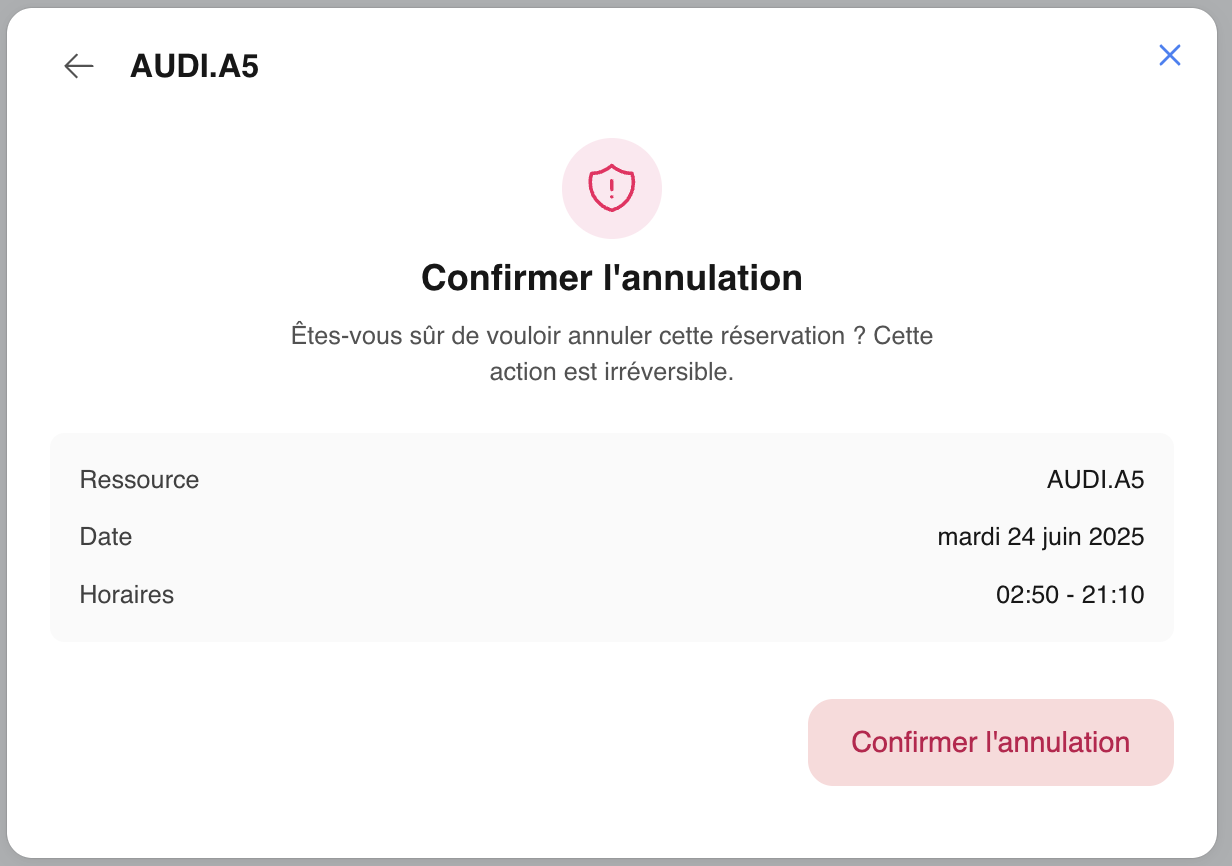 AUDI.A5
Confirmer l'annulation
Êtes-vous sûr de vouloir annuler cette réservation ? Cette
action est irréversible.
Ressource AUDI.A5
Date mardi 24 juin 2025
Horaires 02:50 - 21:10
Confirmer l'annulation